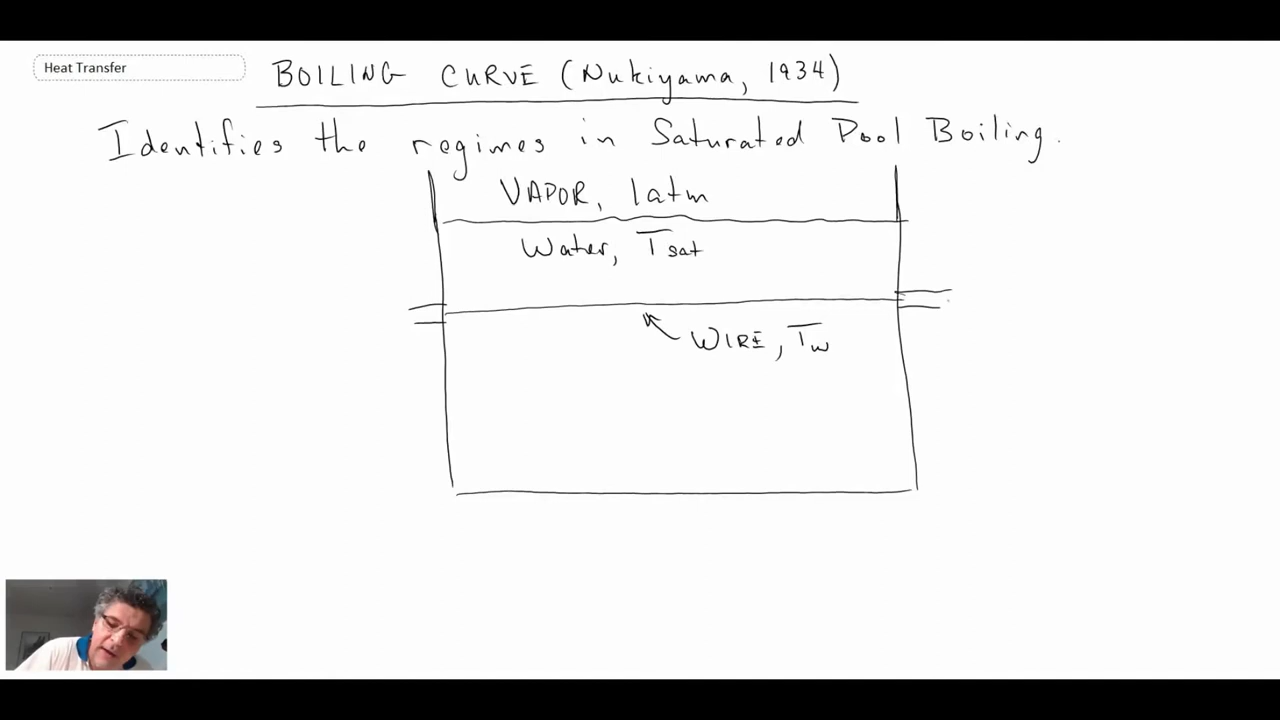 Heat Transfer
BOILING CURVE (Nukiyama, 1934)
Identifies the regimes in Saturated Pool Boiling.
VAPOR, 1atm
Water, Tsat
WIRE, Tw